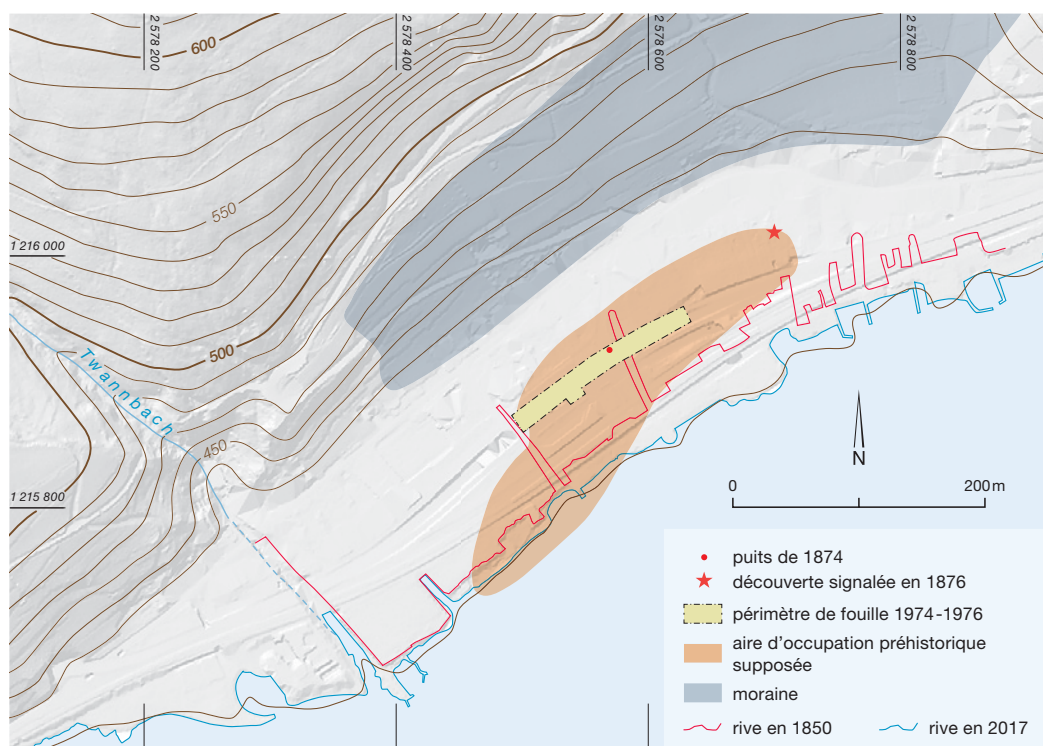 2 578 200
2 578 400
2 578 600
2 578 800
600
550
1 216 000
500
Twannbach
450
1 215 800
N
0 200 m
puits de 1874
découverte signalée en 1876
périmètre de fouille 1974-1976
aire d'occupation préhistorique
supposée
moraine
rive en 1850 rive en 2017